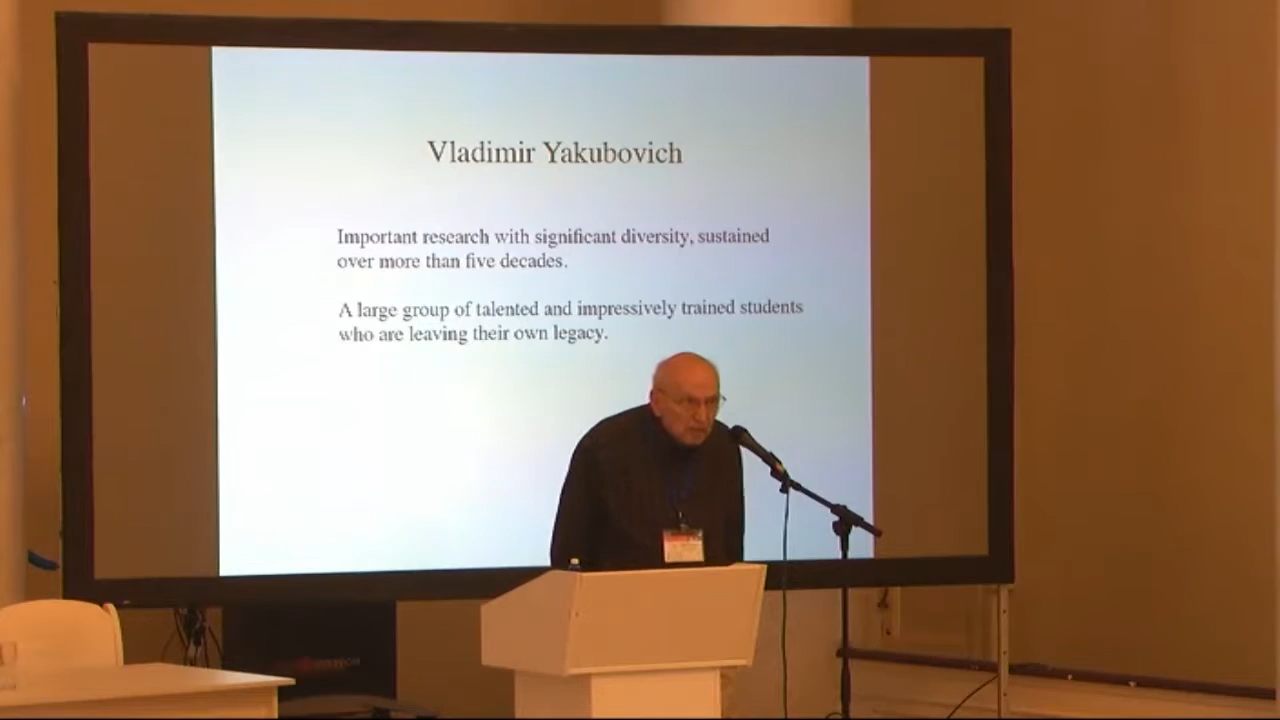 Vladimir Yakubovich
Important research with significant diversity, sustained
over more than five decades.
A large group of talented and impressively trained students
who are leaving their own legacy.